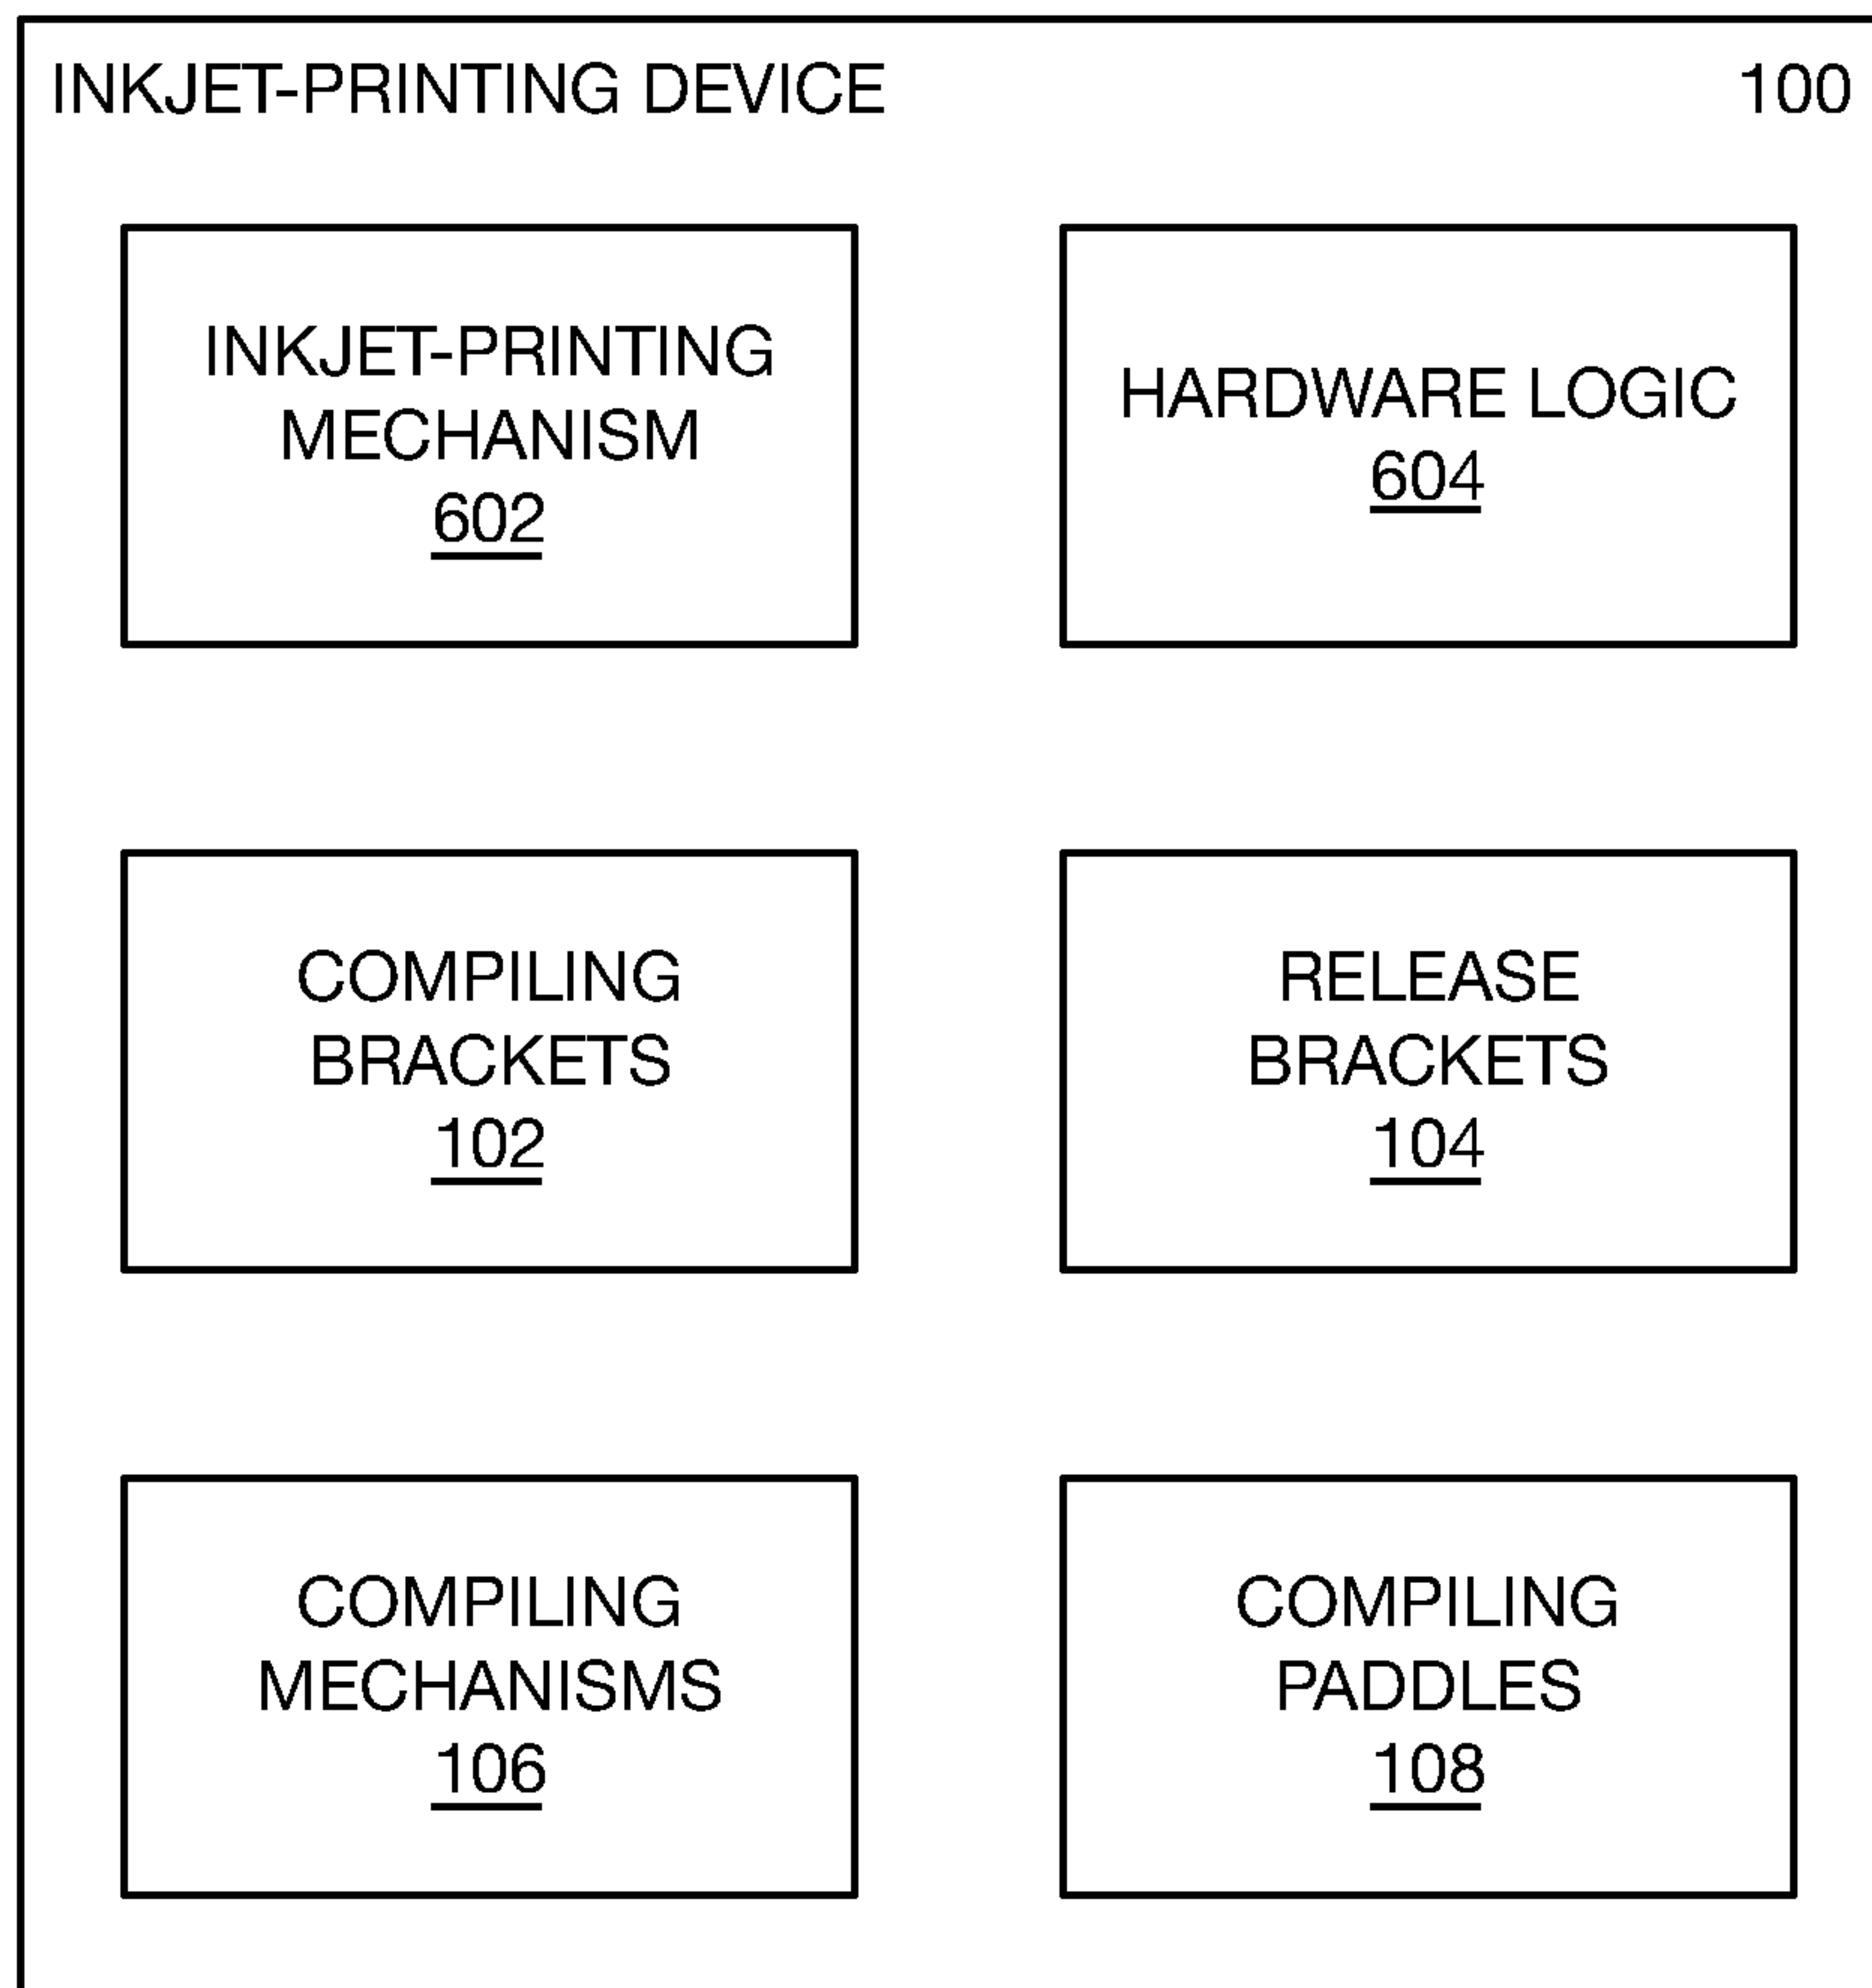 INKJET-PRINTING DEVICE 100
INKJET-PRINTING
MECHANISM
602
HARDWARE LOGIC
604
COMPILING
BRACKETS
102
RELEASE
BRACKETS
104
COMPILING
MECHANISMS
106
COMPILING
PADDLES
108